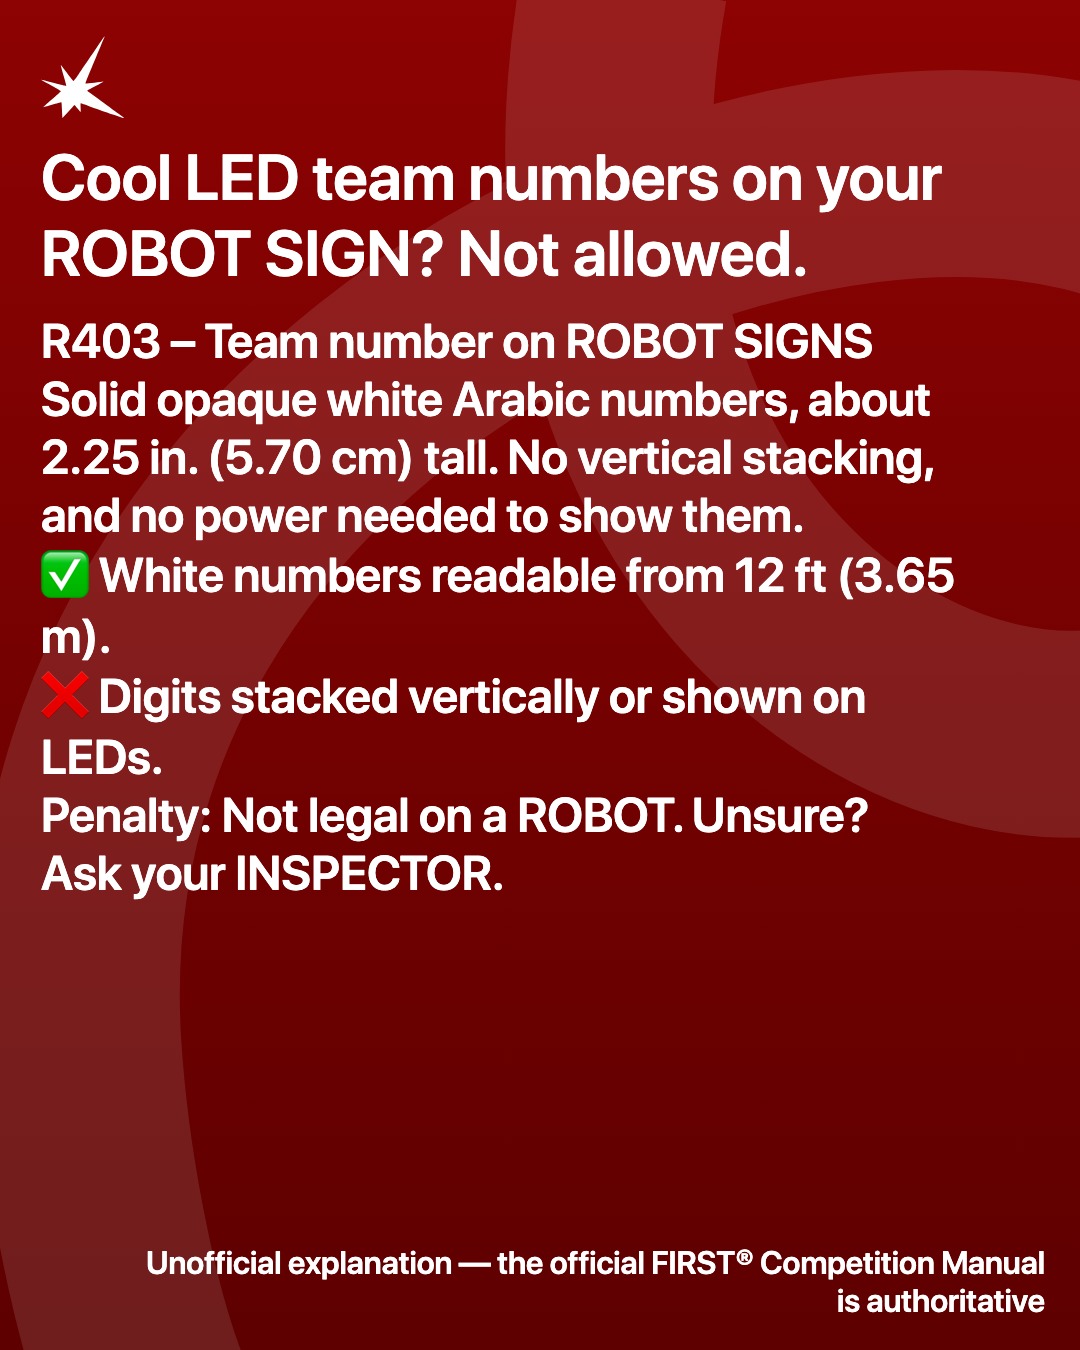 Cool LED team numbers on your
ROBOT SIGN? Not allowed.
R403 – Team number on ROBOT SIGNS
Solid opaque white Arabic numbers, about
2.25 in. (5.70 cm) tall. No vertical stacking,
and no power needed to show them.
✅ White numbers readable from 12 ft (3.65
m).
❌ Digits stacked vertically or shown on
LEDs.
Penalty: Not legal on a ROBOT. Unsure?
Ask your INSPECTOR.
Unofficial explanation — the official FIRST® Competition Manual
is authoritative